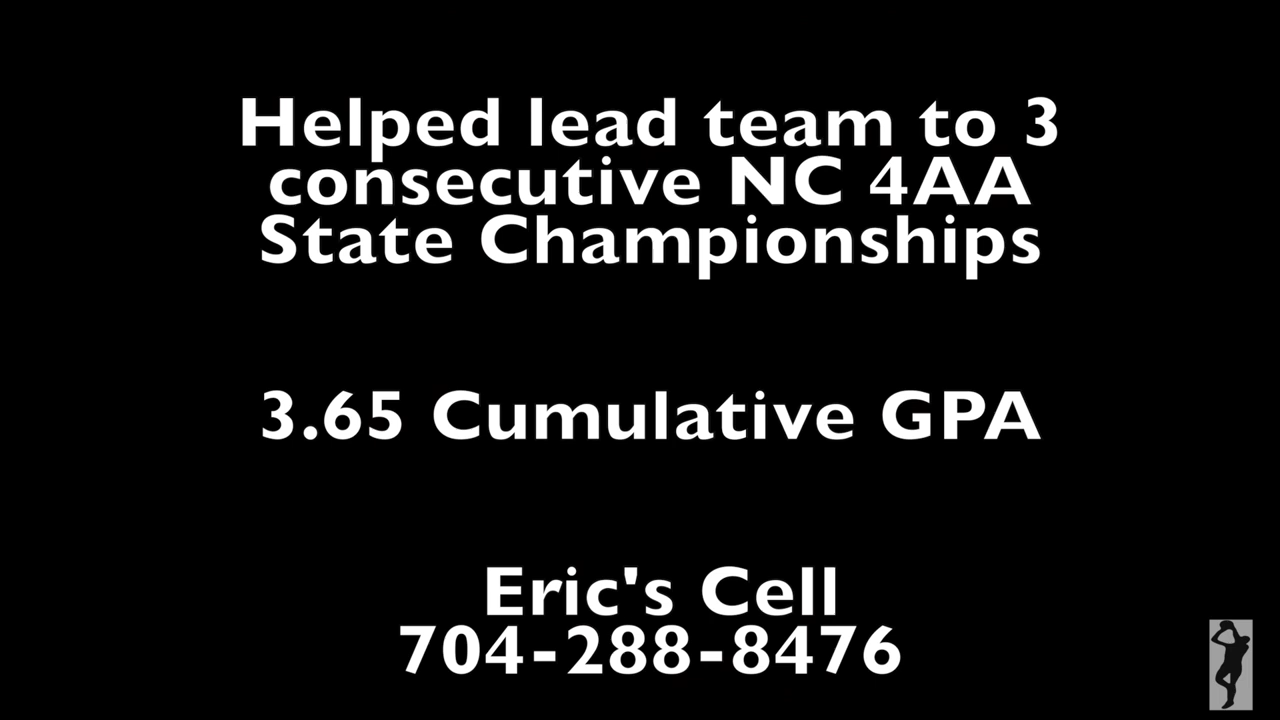 Helped lead team to 3
consecutive NC 4AA
State Championships
3.65 Cumulative GPA
Eric's Cell
704-288-8476